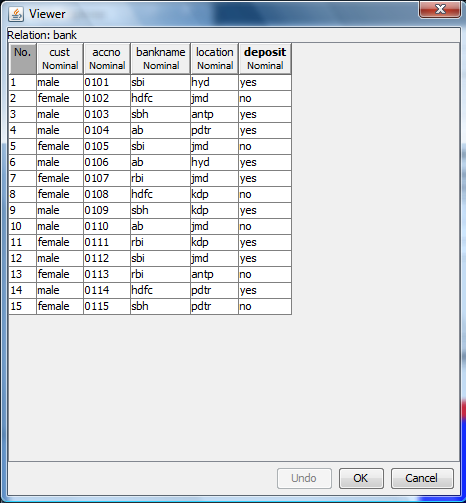 Viewer
Relation: bank
No. cust accno bankname location deposit
Nominal Nominal Nominal Nominal Nominal
1 male 0101 sbi hyd yes
2 female 0102 hdfc jmd no
3 male 0103 sbh antp yes
4 male 0104 ab pdtr yes
5 female 0105 sbi jmd no
6 male 0106 ab hyd yes
7 female 0107 rbi jmd yes
8 female 0108 hdfc kdp no
9 male 0109 sbh kdp yes
10 male 0110 ab jmd no
11 female 0111 rbi kdp yes
12 male 0112 sbi jmd yes
13 female 0113 rbi antp no
14 male 0114 hdfc pdtr yes
15 female 0115 sbh pdtr no
Undo OK Cancel